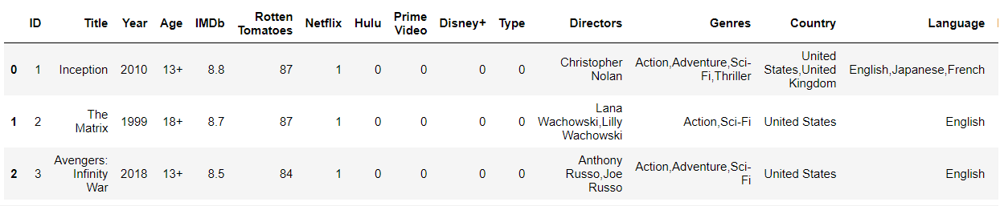 ID Title Year Age IMDb Rotten Tomatoes Netflix Hulu Prime Video Disney+ Type Directors Genres Country Language
0 1 Inception 2010 13+ 8.8 87 1 0 0 0 0 Christopher Nolan Action,Adventure,Sci-Fi,Thriller United States,United Kingdom English,Japanese,French
1 2 The Matrix 1999 18+ 8.7 87 1 0 0 0 0 Lana Wachowski,Lilly Wachowski Action,Sci-Fi United States English
2 3 Avengers: Infinity War 2018 13+ 8.5 84 1 0 0 0 0 Anthony Russo,Joe Russo Action,Adventure,Sci-Fi United States English